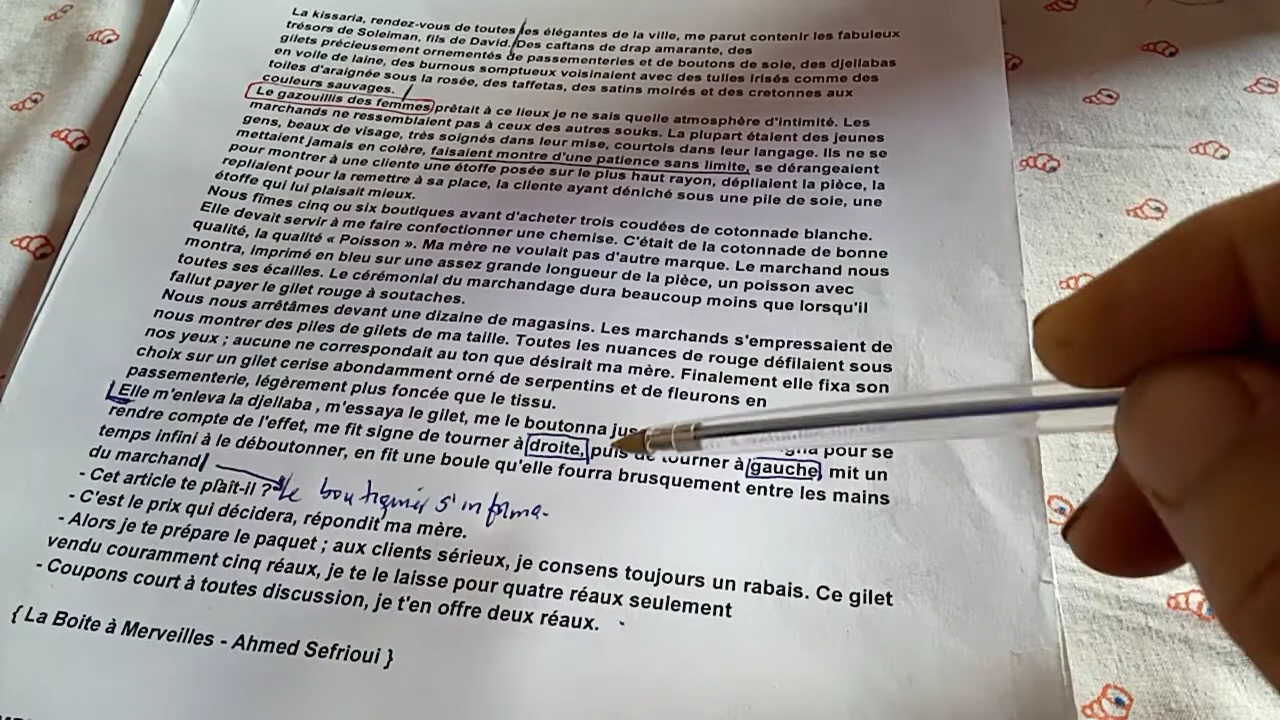 La kissaria, rendez-vous de toutes les élégantes de la ville, me parut contenir les fabuleux
trésors de Soleiman, fils de David. Des caftans de drap amarante, des
gilets précieusement ornementés de passementeries et de boutons de soie, des djellabas
en voile de laine, des burnous somptueux voisinaient avec des tulles irisés comme des
toiles d'araignée sous la rosée, des taffetas, des satins moirés et des cretonnes aux
couleurs sauvages.
Le gazouillis des femmes prêtait à ce lieux je ne sais quelle atmosphère d'intimité. Les
marchands ne ressemblaient pas à ceux des autres souks. La plupart étaient des jeunes
gens, beaux de visage, très soignés dans leur mise, courtois dans leur langage. Ils ne se
mettaient jamais en colère, faisaient montre d'une patience sans limite, se dérangeaient
pour montrer à une cliente une étoffe posée sur le plus haut rayon, dépliaient la pièce, la
repliaient pour la remettre à sa place, la cliente ayant déniché sous une pile de soie, une
étoffe qui lui plaisait mieux.
Nous fîmes cinq ou six boutiques avant d'acheter trois coudées de cotonnade blanche.
Elle devait servir à me faire confectionner une chemise. C'était de la cotonnade de bonne
qualité, la qualité « Poisson ». Ma mère ne voulait pas d'autre marque. Le marchand nous
montra, imprimé en bleu sur une assez grande longueur de la pièce, un poisson avec
toutes ses écailles. Le cérémonial du marchandage dura beaucoup moins que lorsqu'il
fallut payer le gilet rouge à soutaches.
Nous nous arrêtâmes devant une dizaine de magasins. Les marchands s'empressaient de
nous montrer des piles de gilets de ma taille. Toutes les nuances de rouge défilaient sous
nos yeux ; aucune ne correspondait au ton que désirait ma mère. Finalement elle fixa son
choix sur un gilet cerise abondamment orné de serpentins et de fleurons en
passementerie, légèrement plus foncée que le tissu.
Elle m'enleva la djellaba , m'essaya le gilet, me le boutonna pour se
rendre compte de l'effet, me fit signe de tourner à droite, puis de tourner à gauche, mit un
temps infini à le déboutonner, en fit une boule qu'elle fourra brusquement entre les mains
du marchand
- Cet article te plaît-il ? le boutiquier s'informa-
- C'est le prix qui décidera, répondit ma mère.
- Alors je te prépare le paquet ; aux clients sérieux, je consens toujours un rabais. Ce gilet
vendu couramment cinq réaux, je te le laisse pour quatre réaux seulement
- Coupons court à toutes discussion, je t'en offre deux réaux.
{ La Boite à Merveilles - Ahmed Sefrioui }